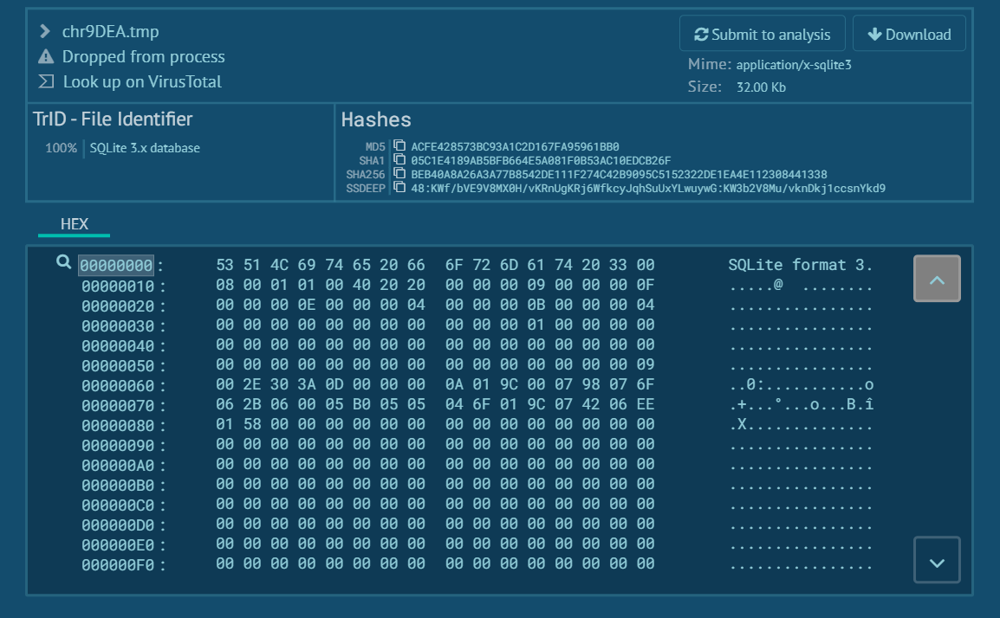 chr9DEA.tmp
Dropped from process
Look up on VirusTotal
Submit to analysis
Download
Mime: application/x-sqlite3
Size: 32.00 Kb
TrID - File Identifier
100% SQLite 3.x database
Hashes
MD5 ACFE428573BC93A1C2D167FA95961BB0
SHA1 05C1E4189AB5BFB664E5A081F0B53AC10EDCB26F
SHA256 BEB40A8A26A3A77B8542DE111F274C42B9095C5152322DE1EA4E112308441338
SSDEEP 48:KWf/bVE9V8MX0H/vKRnUgKRj6WfkcyJqhSuUxYLwuywG:KW3b2V8Mu/vknDkj1ccsnYkd9
HEX
00000000: 53 51 4C 69 74 65 20 66 6F 72 6D 61 74 20 33 00 SQLite format 3.
00000010: 08 00 01 01 00 40 20 20 00 00 00 09 00 00 00 0F .....@  ........
00000020: 00 00 00 0E 00 00 00 04 00 00 00 0B 00 00 00 04 ................
00000030: 00 00 00 00 00 00 00 00 00 00 00 01 00 00 00 00 ................
00000040: 00 00 00 00 00 00 00 00 00 00 00 00 00 00 00 00 ................
00000050: 00 00 00 00 00 00 00 00 00 00 00 00 00 00 00 09 ................
00000060: 00 2E 30 3A 0D 00 00 00 0A 01 9C 00 07 98 07 6F ..0:...........o
00000070: 06 2B 06 00 05 B0 05 05 04 6F 01 9C 07 42 06 EE .+...°...o...B.î
00000080: 01 58 00 00 00 00 00 00 00 00 00 00 00 00 00 00 .X..............
00000090: 00 00 00 00 00 00 00 00 00 00 00 00 00 00 00 00 ................
000000A0: 00 00 00 00 00 00 00 00 00 00 00 00 00 00 00 00 ................
000000B0: 00 00 00 00 00 00 00 00 00 00 00 00 00 00 00 00 ................
000000C0: 00 00 00 00 00 00 00 00 00 00 00 00 00 00 00 00 ................
000000D0: 00 00 00 00 00 00 00 00 00 00 00 00 00 00 00 00 ................
000000E0: 00 00 00 00 00 00 00 00 00 00 00 00 00 00 00 00 ................
000000F0: 00 00 00 00 00 00 00 00 00 00 00 00 00 00 00 00 ................